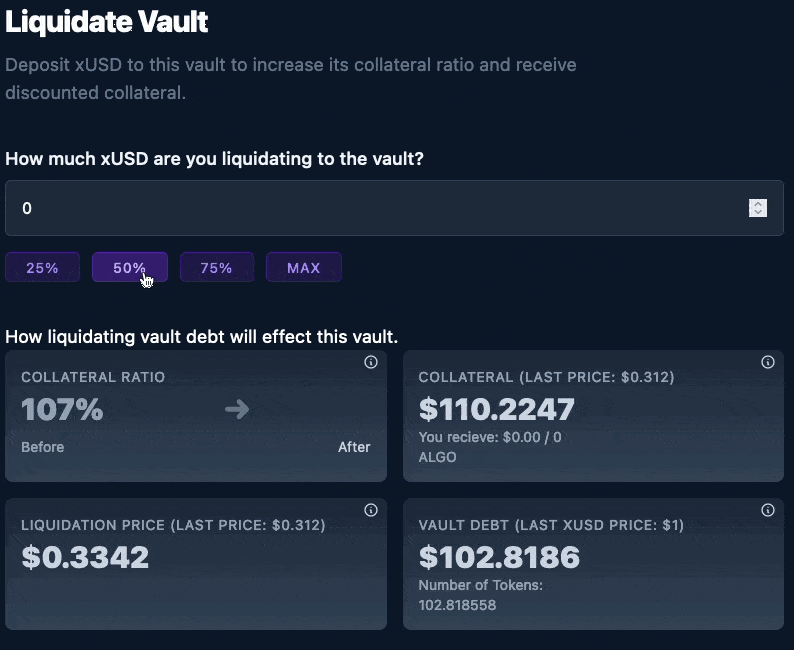 Liquidate Vault
Deposit xUSD to this vault to increase its collateral ratio and receive
discounted collateral.
How much xUSD are you liquidating to the vault?
0
25%
50%
75%
MAX
How liquidating vault debt will effect this vault.
COLLATERAL RATIO
107%
Before
After
COLLATERAL (LAST PRICE: $0.312)
$110.2247
You recieve: $0.00 / 0
ALGO
LIQUIDATION PRICE (LAST PRICE: $0.312)
$0.3342
VAULT DEBT (LAST XUSD PRICE: $1)
$102.8186
Number of Tokens:
102.818558